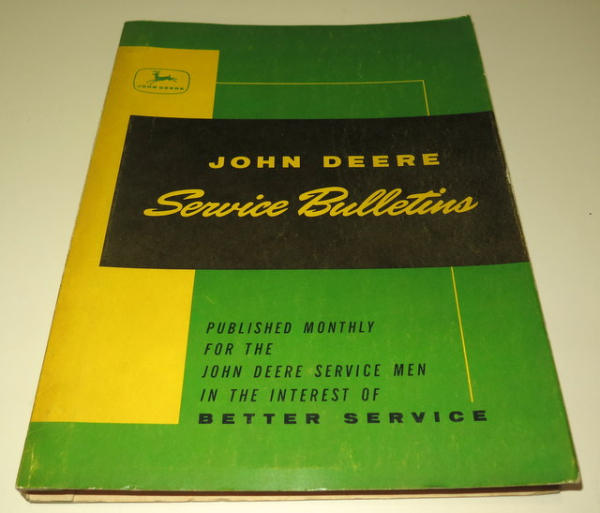 JOHN DEERE
JOHN DEERE
Service Bulletins
PUBLISHED MONTHLY
FOR THE
JOHN DEERE SERVICE MEN
IN THE INTEREST OF
BETTER SERVICE